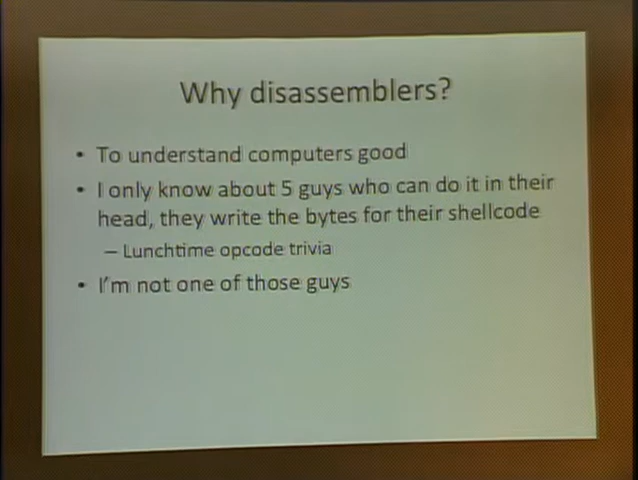 Why disassemblers?
• To understand computers good
• I only know about 5 guys who can do it in their
head, they write the bytes for their shellcode
– Lunchtime opcode trivia
• I'm not one of those guys